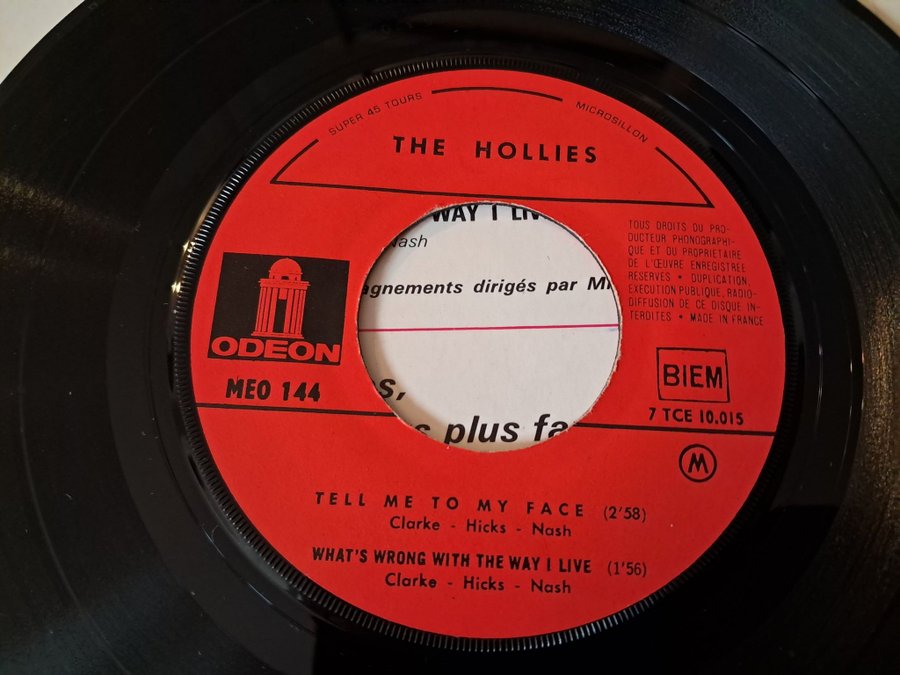 SUPER 45 TOURS
MICROSILLON
THE HOLLIES
TOUS DROITS DU PRO-
DUCTEUR PHONOGRAPHI-
QUE ET DU PROPRIETAIRE
DE L'ŒUVRE ENREGISTREE
RESERVES • DUPLICATION,
EXECUTION PUBLIQUE, RADIO-
DIFFUSION DE CE DISQUE IN-
TERDITES • MADE IN FRANCE
WAY I LIV
Nash
agnements dirigés par
s,
s plus fa
ODEON
MEO 144
BIEM
7 TCE 10.015
M
TELL ME TO MY FACE (2'58)
Clarke - Hicks - Nash
WHAT'S WRONG WITH THE WAY I LIVE (1'56)
Clarke - Hicks - Nash